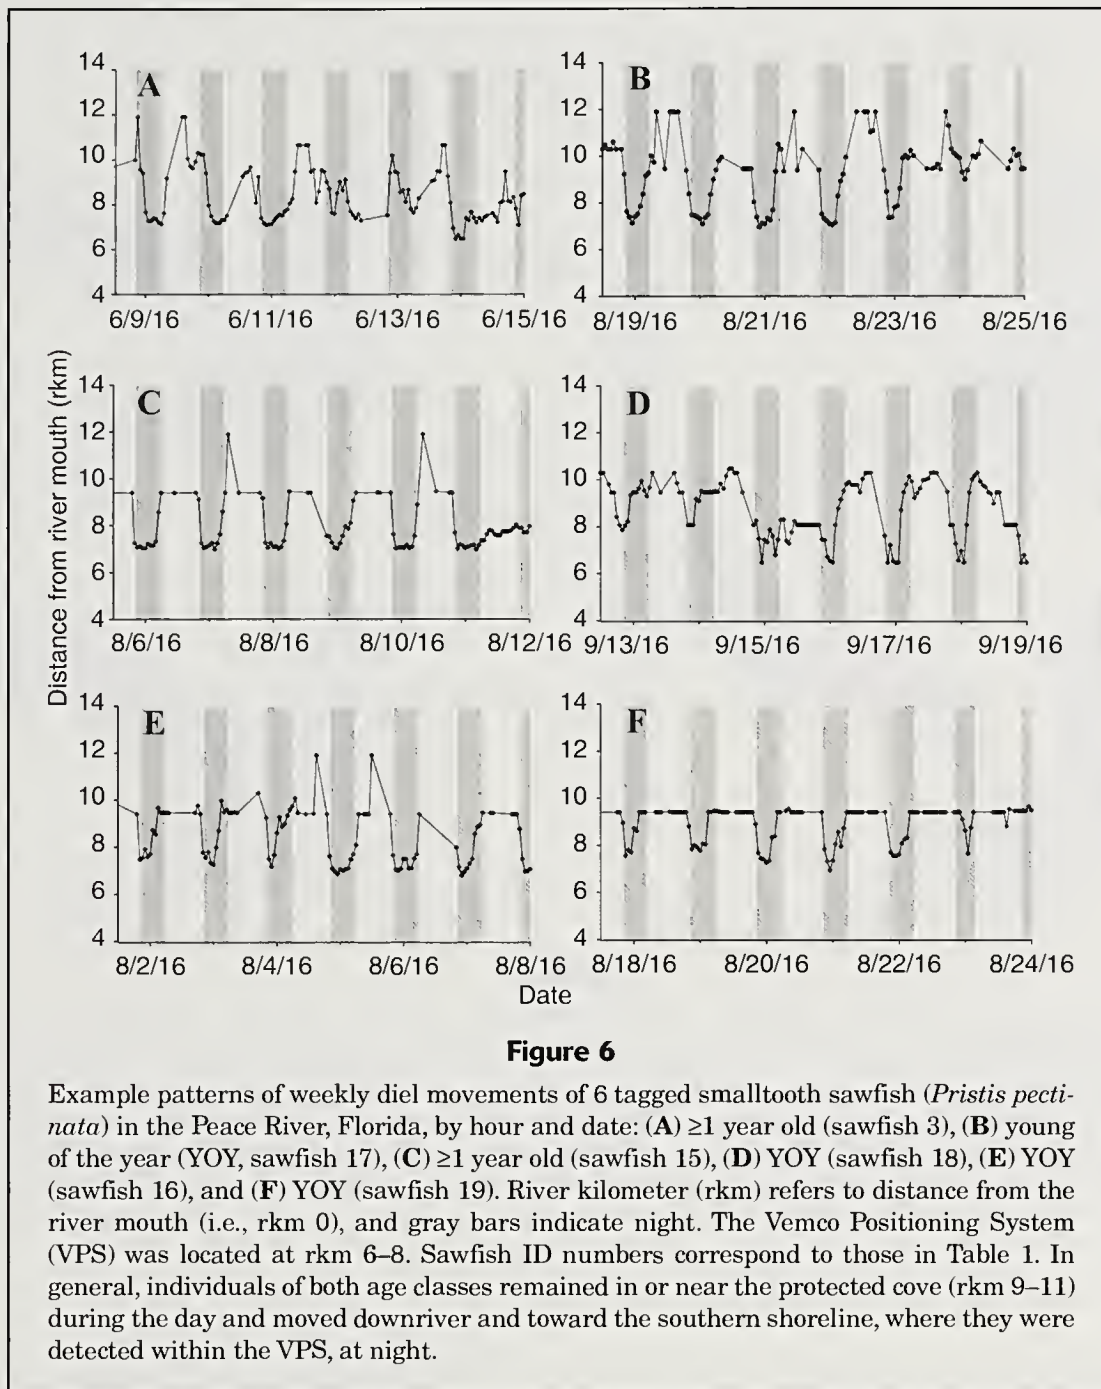 14
12
10
8
6
4
A
6/9/16 6/11/16 6/13/16 6/15/16
14
12
10
8
6
4
B
8/19/16 8/21/16 8/23/16 8/25/16
Distance from river mouth (rkm)
14
12
10
8
6
4
C
8/6/16 8/8/16 8/10/16 8/12/16
14
12
10
8
6
4
D
9/13/16 9/15/16 9/17/16 9/19/16
14
12
10
8
6
4
E
8/2/16 8/4/16 8/6/16 8/8/16
14
12
10
8
6
4
F
8/18/16 8/20/16 8/22/16 8/24/16
Date
Figure 6
Example patterns of weekly diel movements of 6 tagged smalltooth sawfish (Pristis pecti-
nata) in the Peace River, Florida, by hour and date: (A) ≥1 year old (sawfish 3), (B) young
of the year (YOY, sawfish 17), (C) ≥1 year old (sawfish 15), (D) YOY (sawfish 18), (E) YOY
(sawfish 16), and (F) YOY (sawfish 19). River kilometer (rkm) refers to distance from the
river mouth (i.e., rkm 0), and gray bars indicate night. The Vemco Positioning System
(VPS) was located at rkm 6–8. Sawfish ID numbers correspond to those in Table 1. In
general, individuals of both age classes remained in or near the protected cove (rkm 9–11)
during the day and moved downriver and toward the southern shoreline, where they were
detected within the VPS, at night.